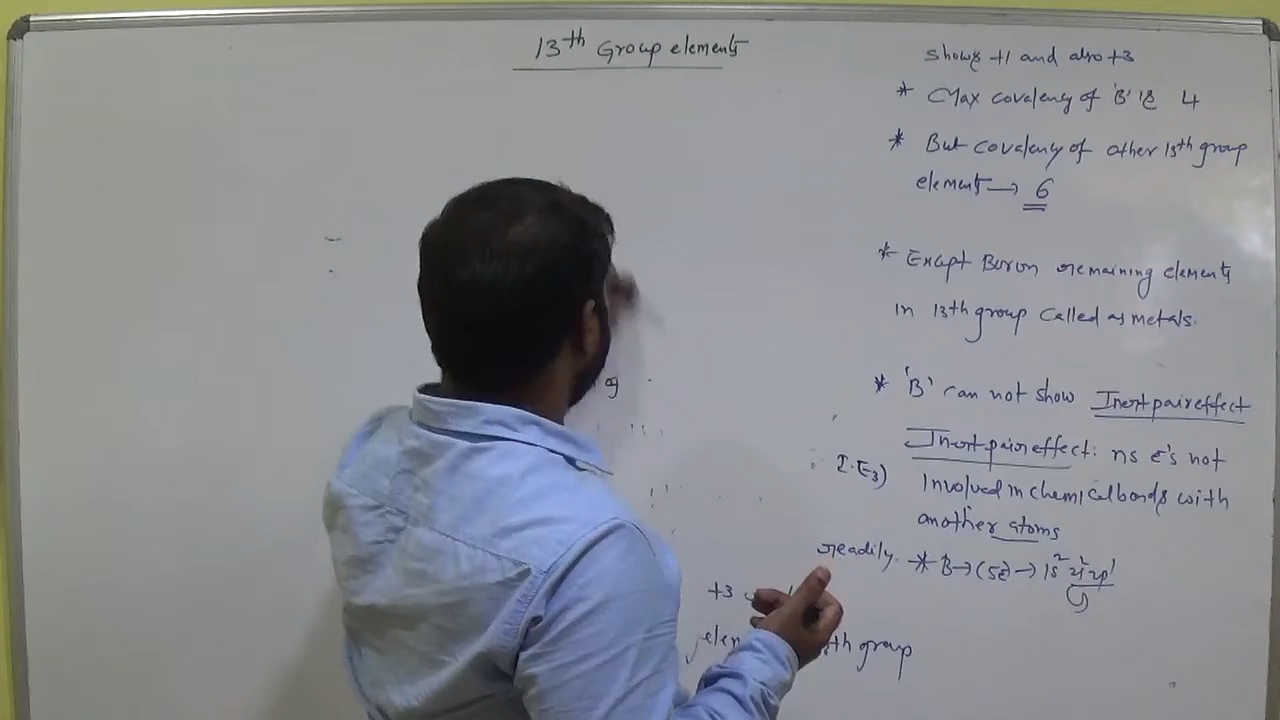 13th Group elements
shows +1 and also +3
* Max covalency of 'B' is 4
* But covalency of other 13th group
element → 6
* Except Boron remaining elements
in 13th group called as metals.
* 'B' can not show Inert pair effect
Inert pair effect: ns e's not
I.E3)
involved in chemical bonds with
another atoms
readily.
* B → (5e) → 1s2 2s2 2p1
+3
group